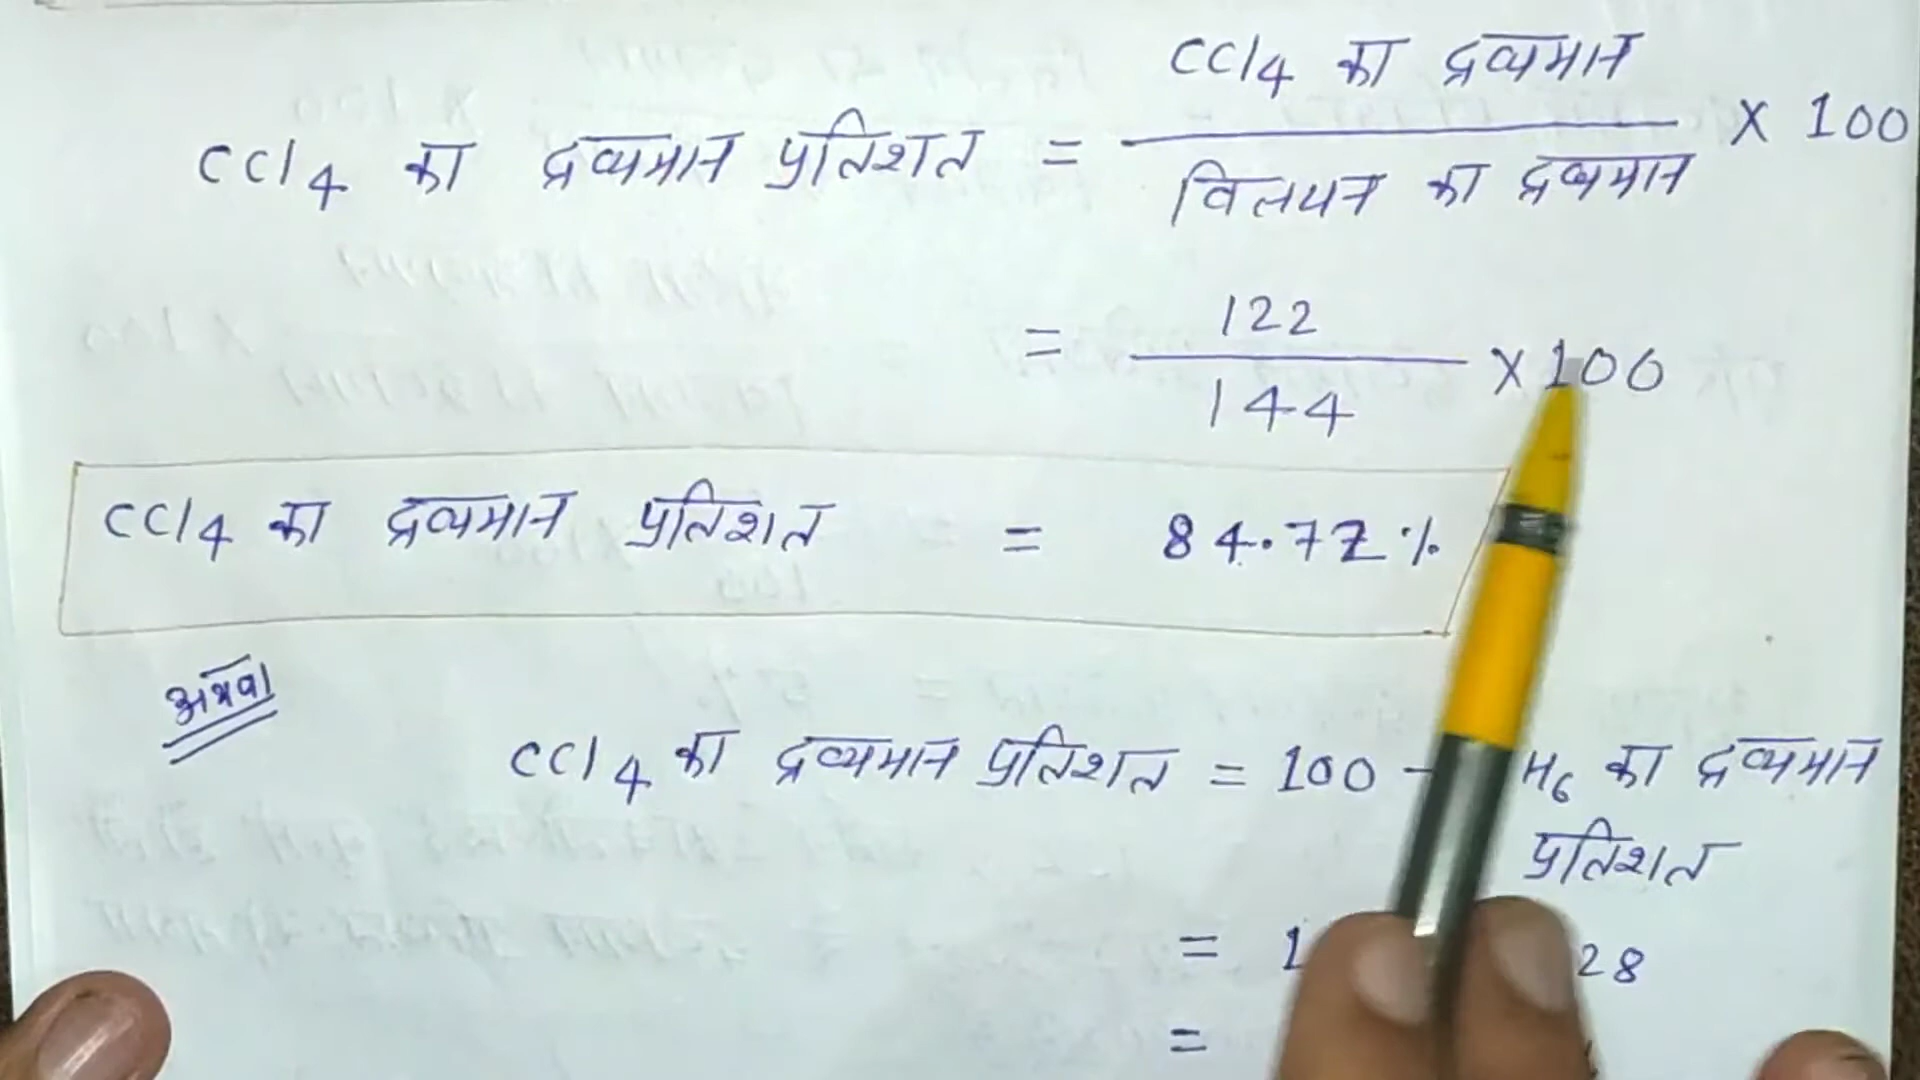 CCl4 का द्रव्यमान
CCl4 का द्रव्यमान प्रतिशत = × 100
विलयन का द्रव्यमान
122
= × 100
144
CCl4 का द्रव्यमान प्रतिशत = 84.72%
अथवा
CCl4 का द्रव्यमान प्रतिशत = 100 - H6 का द्रव्यमान
प्रतिशत
= 1 28
=